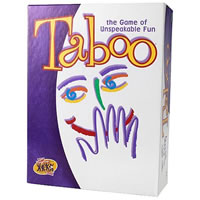 the Game of
Unspeakable Fun
Taboo